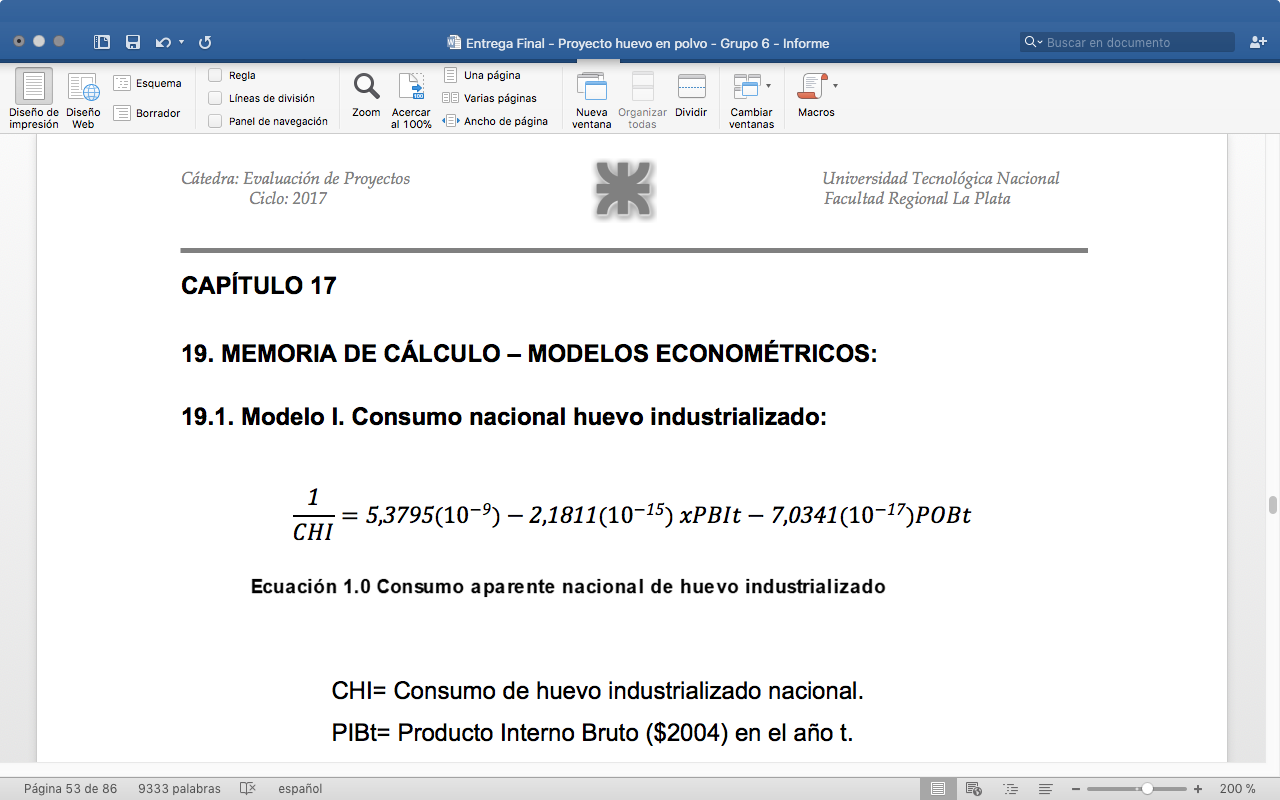 Entrega Final - Proyecto huevo en polvo - Grupo 6 - Informe
Buscar en documento
Diseño de impresión
Diseño Web
Esquema
Borrador
Regla
Líneas de división
Panel de navegación
Zoom
Acercar al 100%
Una página
Varias páginas
Ancho de página
Nueva ventana
Organizar todas
Dividir
Cambiar ventanas
Macros
Cátedra: Evaluación de Proyectos
Ciclo: 2017
Universidad Tecnológica Nacional
Facultad Regional La Plata
CAPÍTULO 17
19. MEMORIA DE CÁLCULO – MODELOS ECONOMÉTRICOS:
19.1. Modelo I. Consumo nacional huevo industrializado:
1/CHI = 5,3795(10⁻⁹) − 2,1811(10⁻¹⁵) xPBIt − 7,0341(10⁻¹⁷)POBt
Ecuación 1.0 Consumo aparente nacional de huevo industrializado
CHI= Consumo de huevo industrializado nacional.
PIBt= Producto Interno Bruto ($2004) en el año t.
Página 53 de 86
9333 palabras
español
200 %